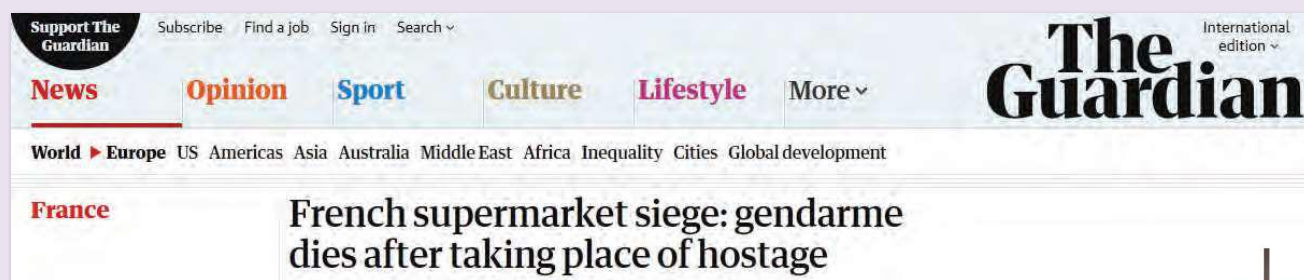 Support The
Guardian
Subscribe Find a job Sign in Search
The
Guardian
International
edition
News Opinion Sport Culture Lifestyle More
World Europe US Americas Asia Australia Middle East Africa Inequality Cities Global development
France
French supermarket siege: gendarme
dies after taking place of hostage